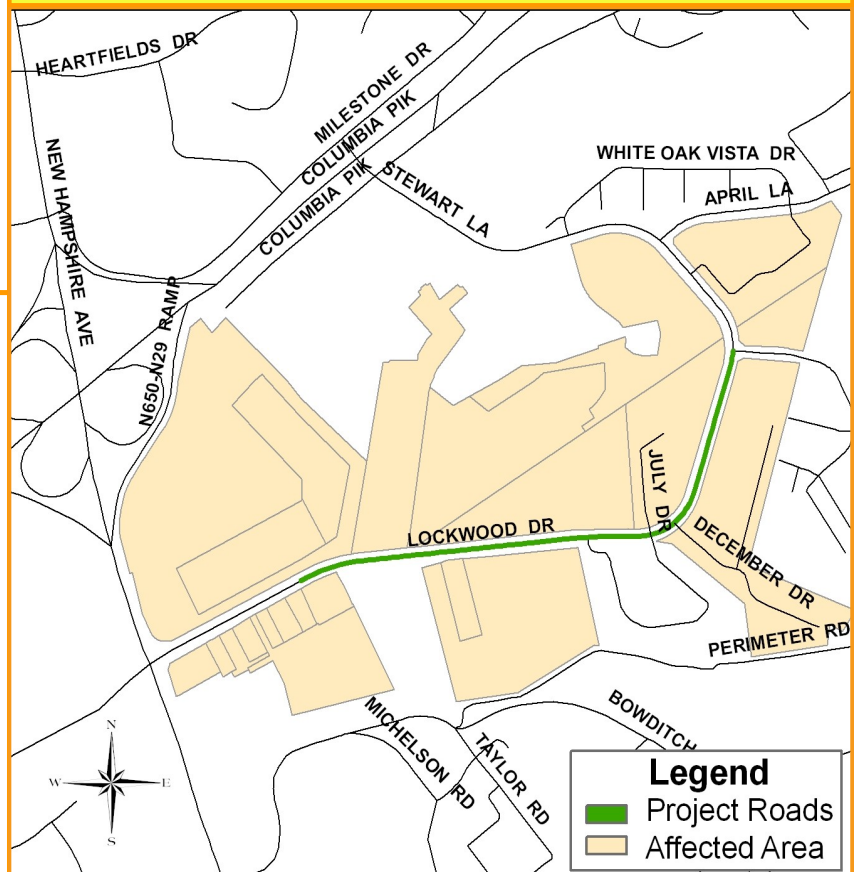 HEARTFIELDS DR
MILESTONE DR
COLUMBIA PIK
COLUMBIA PIK
NEW HAMPSHIRE AVE
STEWART LA
WHITE OAK VISTA DR
APRIL LA
N650-N29 RAMP
JULY DR
LOCKWOOD DR
DECEMBER DR
PERIMETER RD
MICHELSON RD
TAYLOR RD
BOWDITCH
N
W
E
S
Legend
Project Roads
Affected Area